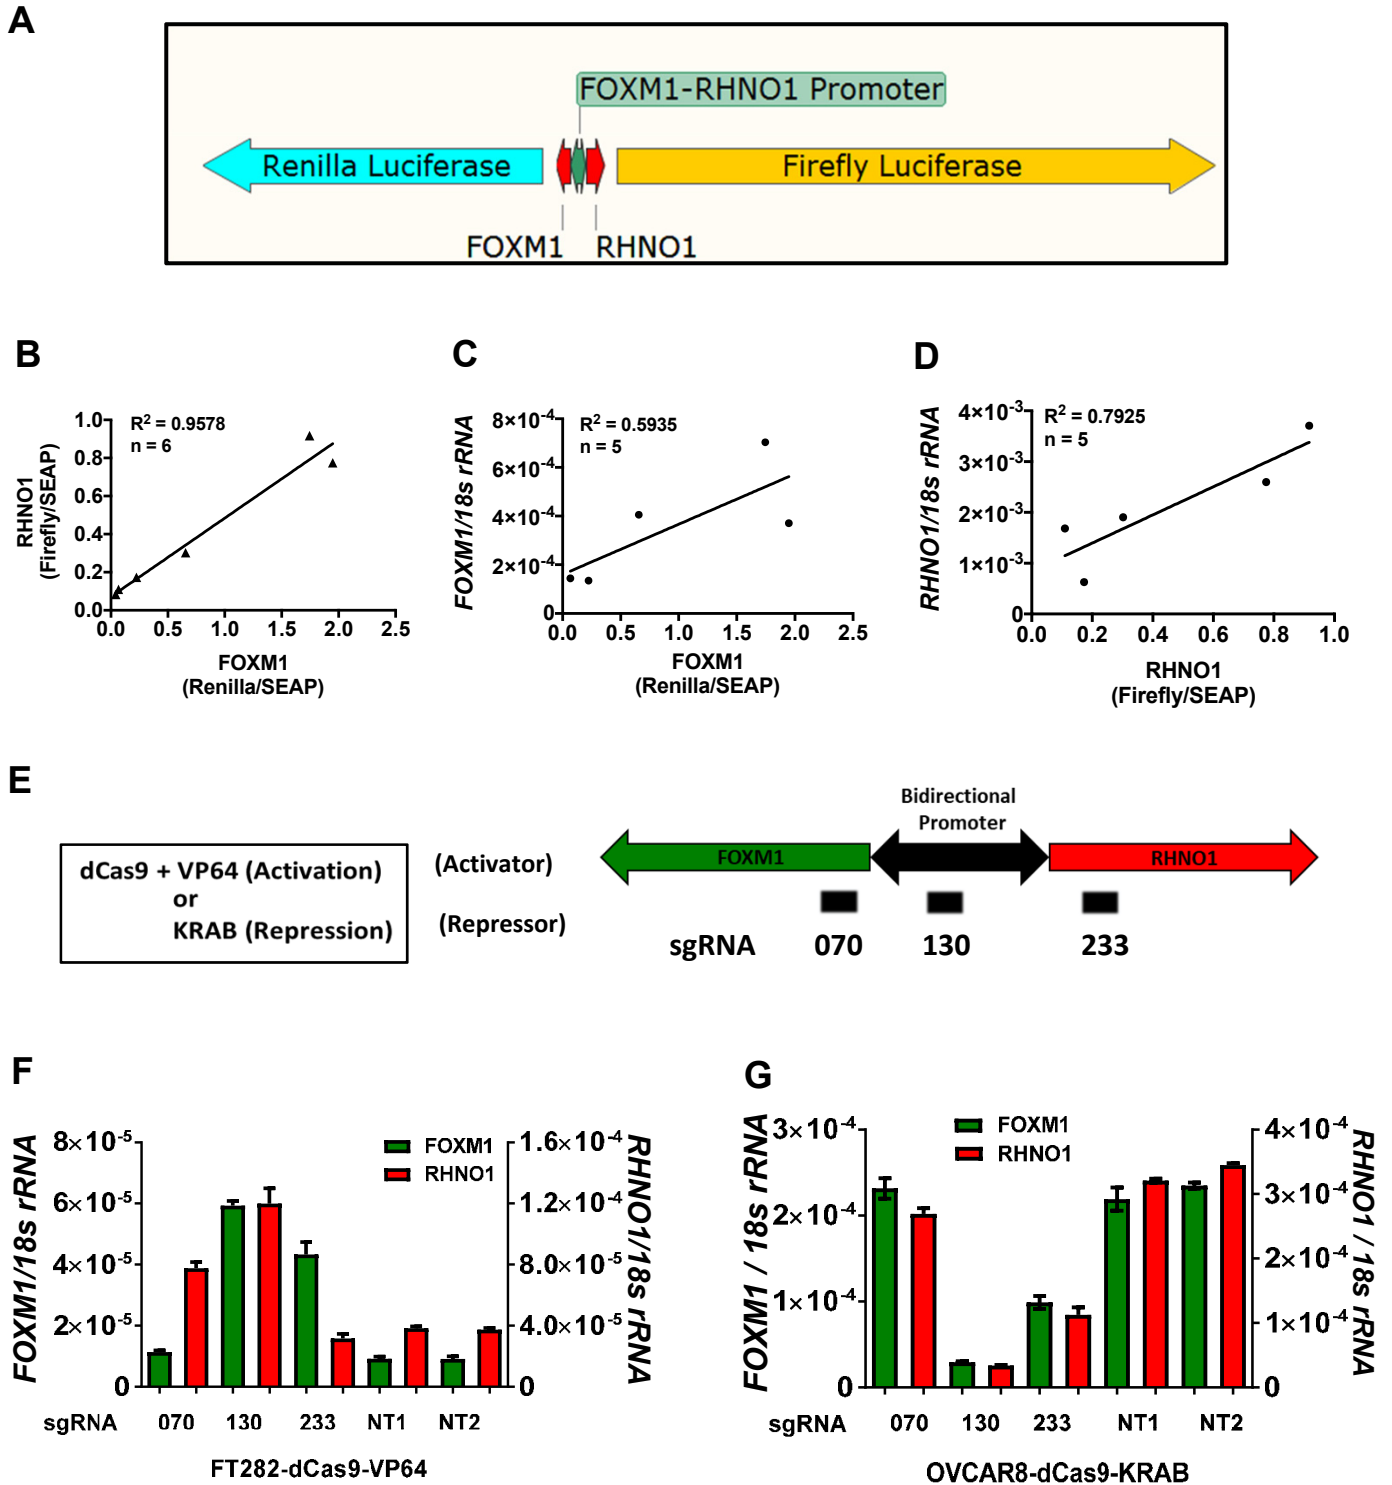 A
FOXM1-RHNO1 Promoter
Renilla Luciferase
Firefly Luciferase
FOXM1
RHNO1
B
R² = 0.9578
n = 6
RHNO1
(Firefly/SEAP)
1.0
0.8
0.6
0.4
0.2
0.0
0.0 0.5 1.0 1.5 2.0 2.5
FOXM1
(Renilla/SEAP)
C
R² = 0.5935
n = 5
FOXM1/18s rRNA
8×10⁻⁴
6×10⁻⁴
4×10⁻⁴
2×10⁻⁴
0
0.0 0.5 1.0 1.5 2.0 2.5
FOXM1
(Renilla/SEAP)
D
R² = 0.7925
n = 5
RHNO1/18s rRNA
4×10⁻³
3×10⁻³
2×10⁻³
1×10⁻³
0
0.0 0.2 0.4 0.6 0.8 1.0
RHNO1
(Firefly/SEAP)
E
dCas9 + VP64 (Activation)
or
KRAB (Repression)
(Activator)
(Repressor)
Bidirectional
Promoter
FOXM1
RHNO1
sgRNA 070 130 233
F
FOXM1/18s rRNA
8×10⁻⁵
6×10⁻⁵
4×10⁻⁵
2×10⁻⁵
0
FOXM1
RHNO1
1.6×10⁻⁴
1.2×10⁻⁴
8.0×10⁻⁵
4.0×10⁻⁵
0
RHNO1/18s rRNA
sgRNA 070 130 233 NT1 NT2
FT282-dCas9-VP64
G
FOXM1 / 18s rRNA
3×10⁻⁴
2×10⁻⁴
1×10⁻⁴
0
FOXM1
RHNO1
4×10⁻⁴
3×10⁻⁴
2×10⁻⁴
1×10⁻⁴
0
RHNO1 / 18s rRNA
sgRNA 070 130 233 NT1 NT2
OVCAR8-dCas9-KRAB